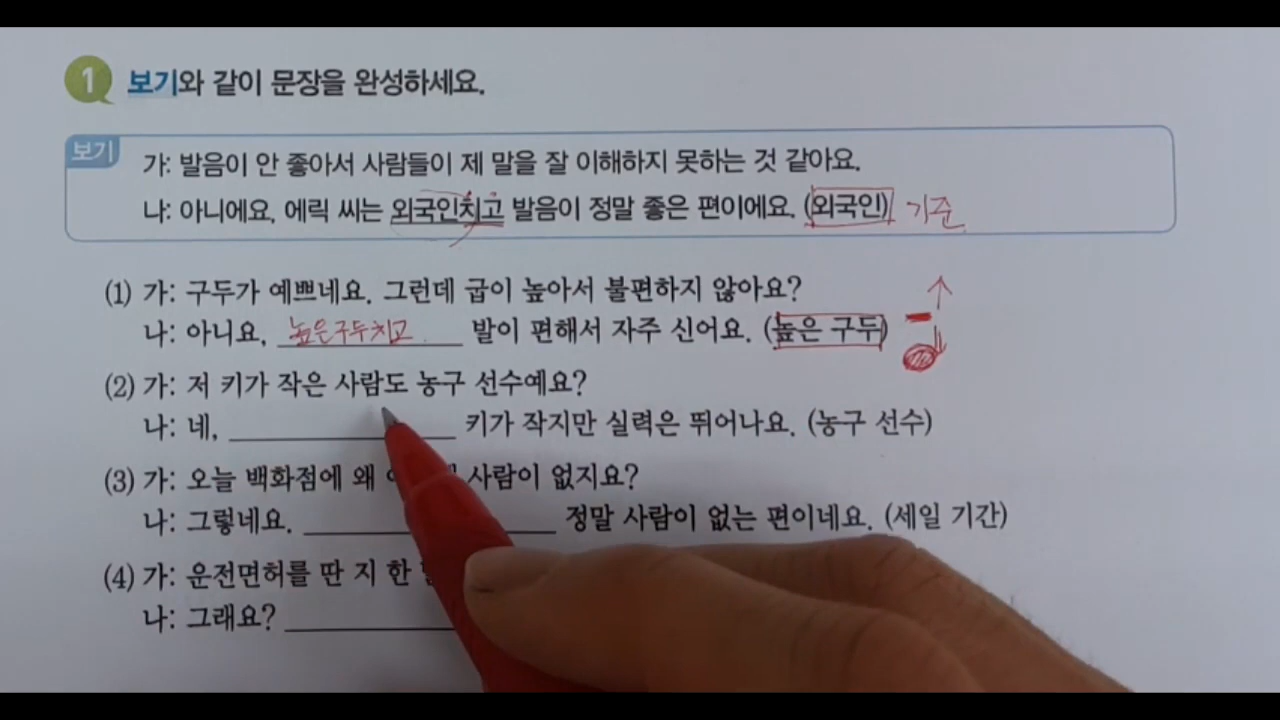 1 보기와 같이 문장을 완성하세요.
보기
가: 발음이 안 좋아서 사람들이 제 말을 잘 이해하지 못하는 것 같아요.
나: 아니에요. 에릭 씨는 외국인치고 발음이 정말 좋은 편이에요. (외국인) 기준
(1) 가: 구두가 예쁘네요. 그런데 굽이 높아서 불편하지 않아요?
나: 아니요, 높은구두치고 발이 편해서 자주 신어요. (높은 구두)
(2) 가: 저 키가 작은 사람도 농구 선수예요?
나: 네, 키가 작지만 실력은 뛰어나요. (농구 선수)
(3) 가: 오늘 백화점에 왜 사람이 없지요?
나: 그렇네요. 정말 사람이 없는 편이네요. (세일 기간)
(4) 가: 운전면허를 딴 지 한
나: 그래요?